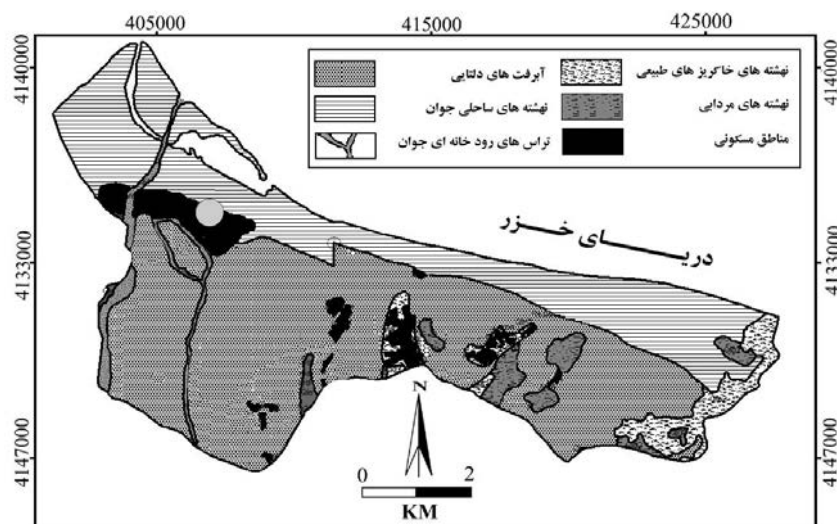 405000 415000 425000
4140000 4140000
آبرفت های دلتایی
نهشته های ساحلی جوان
تراس های رود خانه ای جوان
نهشته های خاکریز های طبیعی
نهشته های مردابی
مناطق مسکونی
دریای خزر
4133000 4133000
4147000 4147000
N
0 2
KM